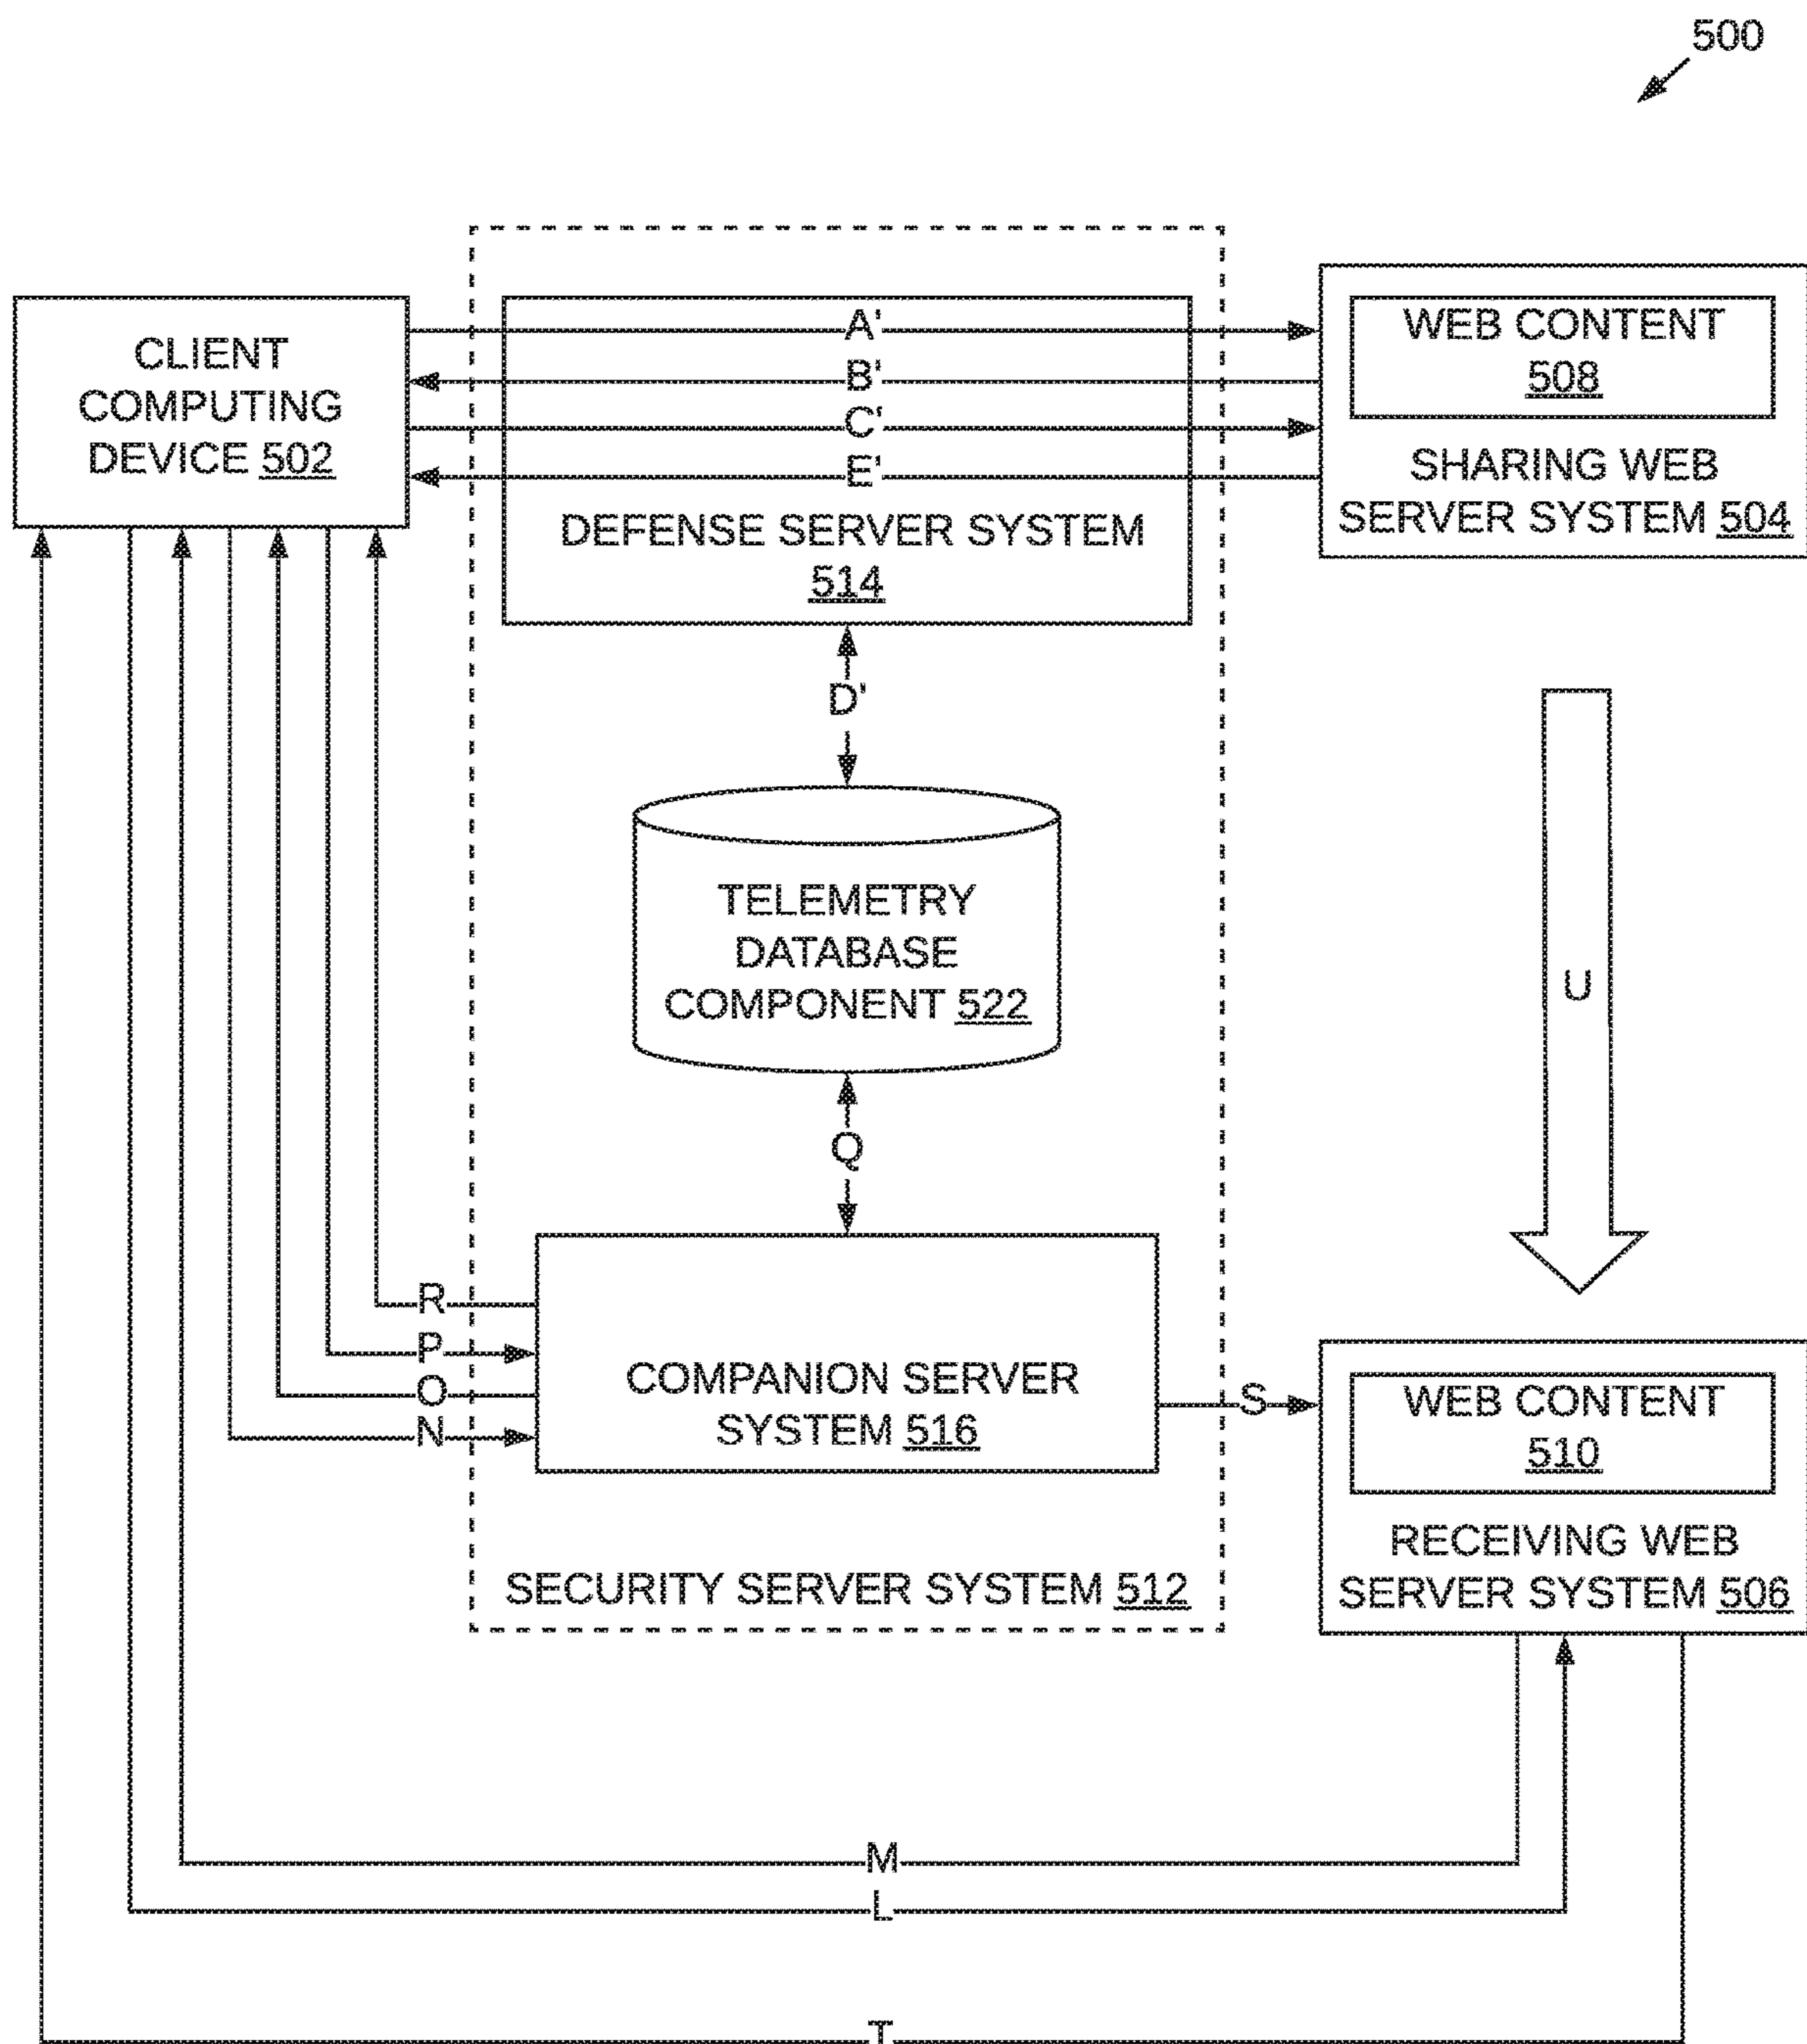 500
CLIENT
COMPUTING
DEVICE 502
A'
B'
C'
E'
DEFENSE SERVER SYSTEM
514
WEB CONTENT
508
SHARING WEB
SERVER SYSTEM 504
D'
TELEMETRY
DATABASE
COMPONENT 522
U
Q
R
P
O
N
COMPANION SERVER
SYSTEM 516
S
WEB CONTENT
510
RECEIVING WEB
SERVER SYSTEM 506
SECURITY SERVER SYSTEM 512
M
L
T